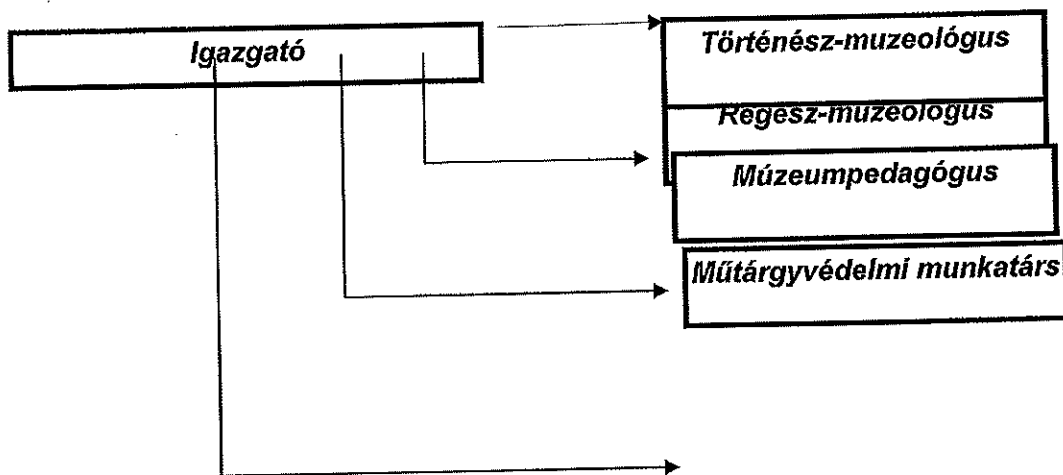 Igazgató
Történész-muzeológus
Régész-muzeológus
Múzeumpedagógus
Műtárgyvédelmi munkatárs